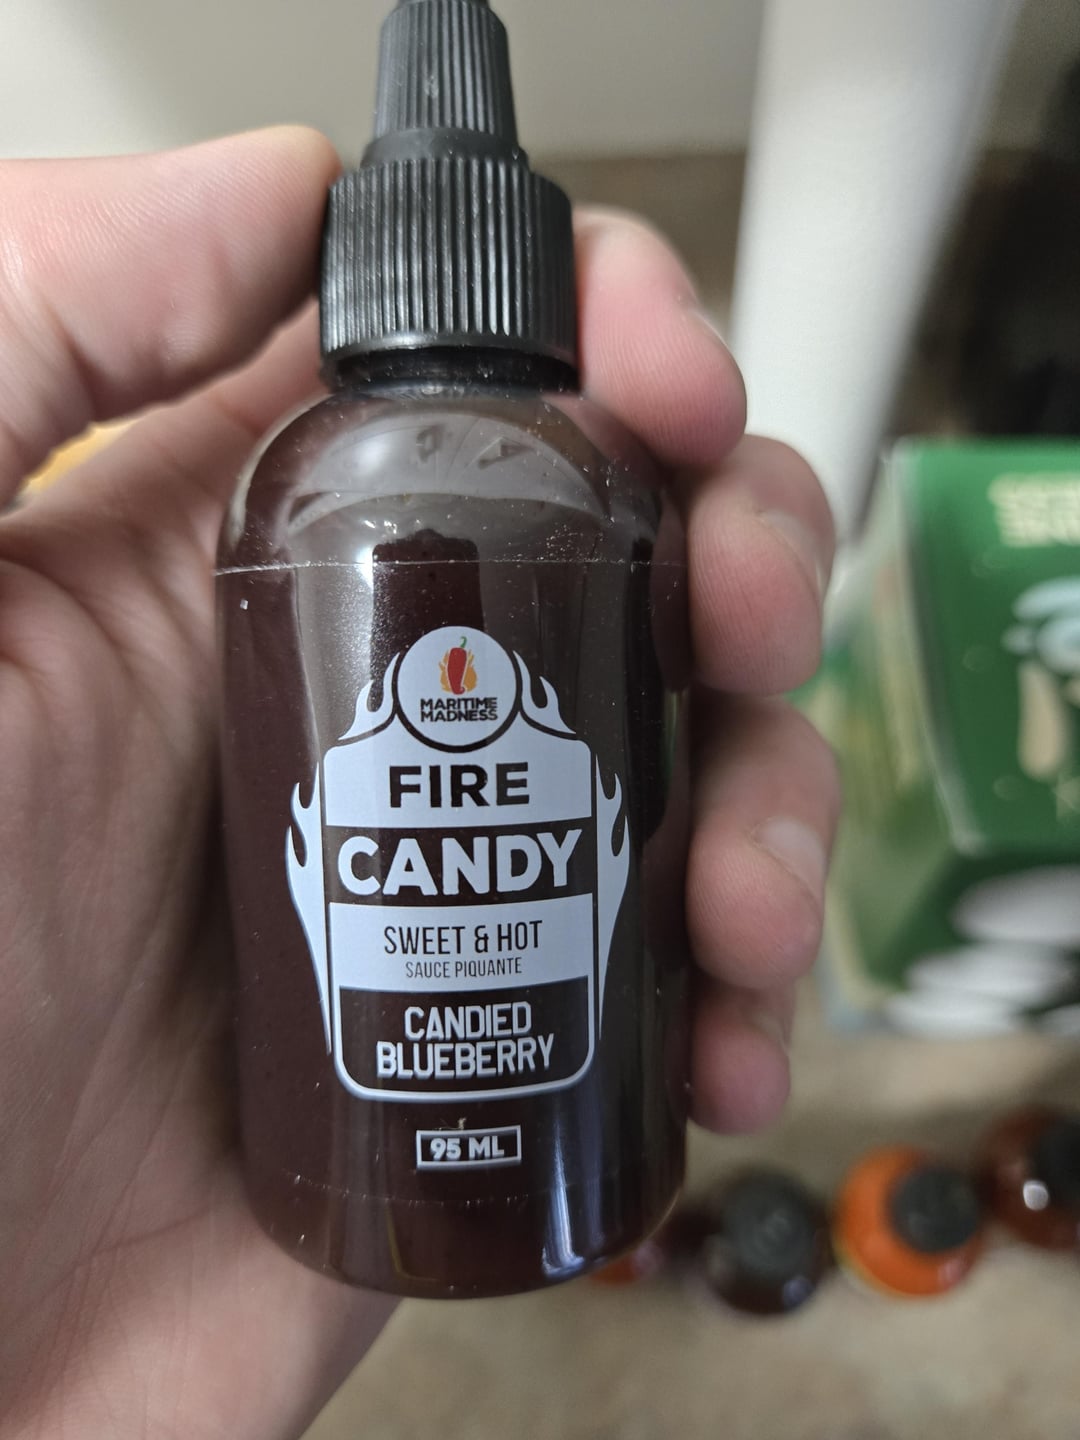 MARITIME
MADNESS
FIRE
CANDY
SWEET & HOT
SAUCE PIQUANTE
CANDIED
BLUEBERRY
95 ML